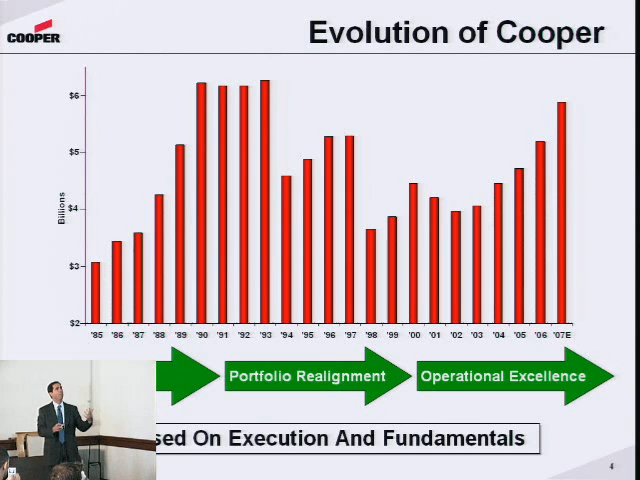 COOPER
Evolution of Cooper
$6
$5
$4
$3
$2
Billions
'85 '86 '87 '88 '89 '90 '91 '92 '93 '94 '95 '96 '97 '98 '99 '00 '01 '02 '03 '04 '05 '06 '07E
Portfolio Realignment
Operational Excellence
On Execution And Fundamentals
4